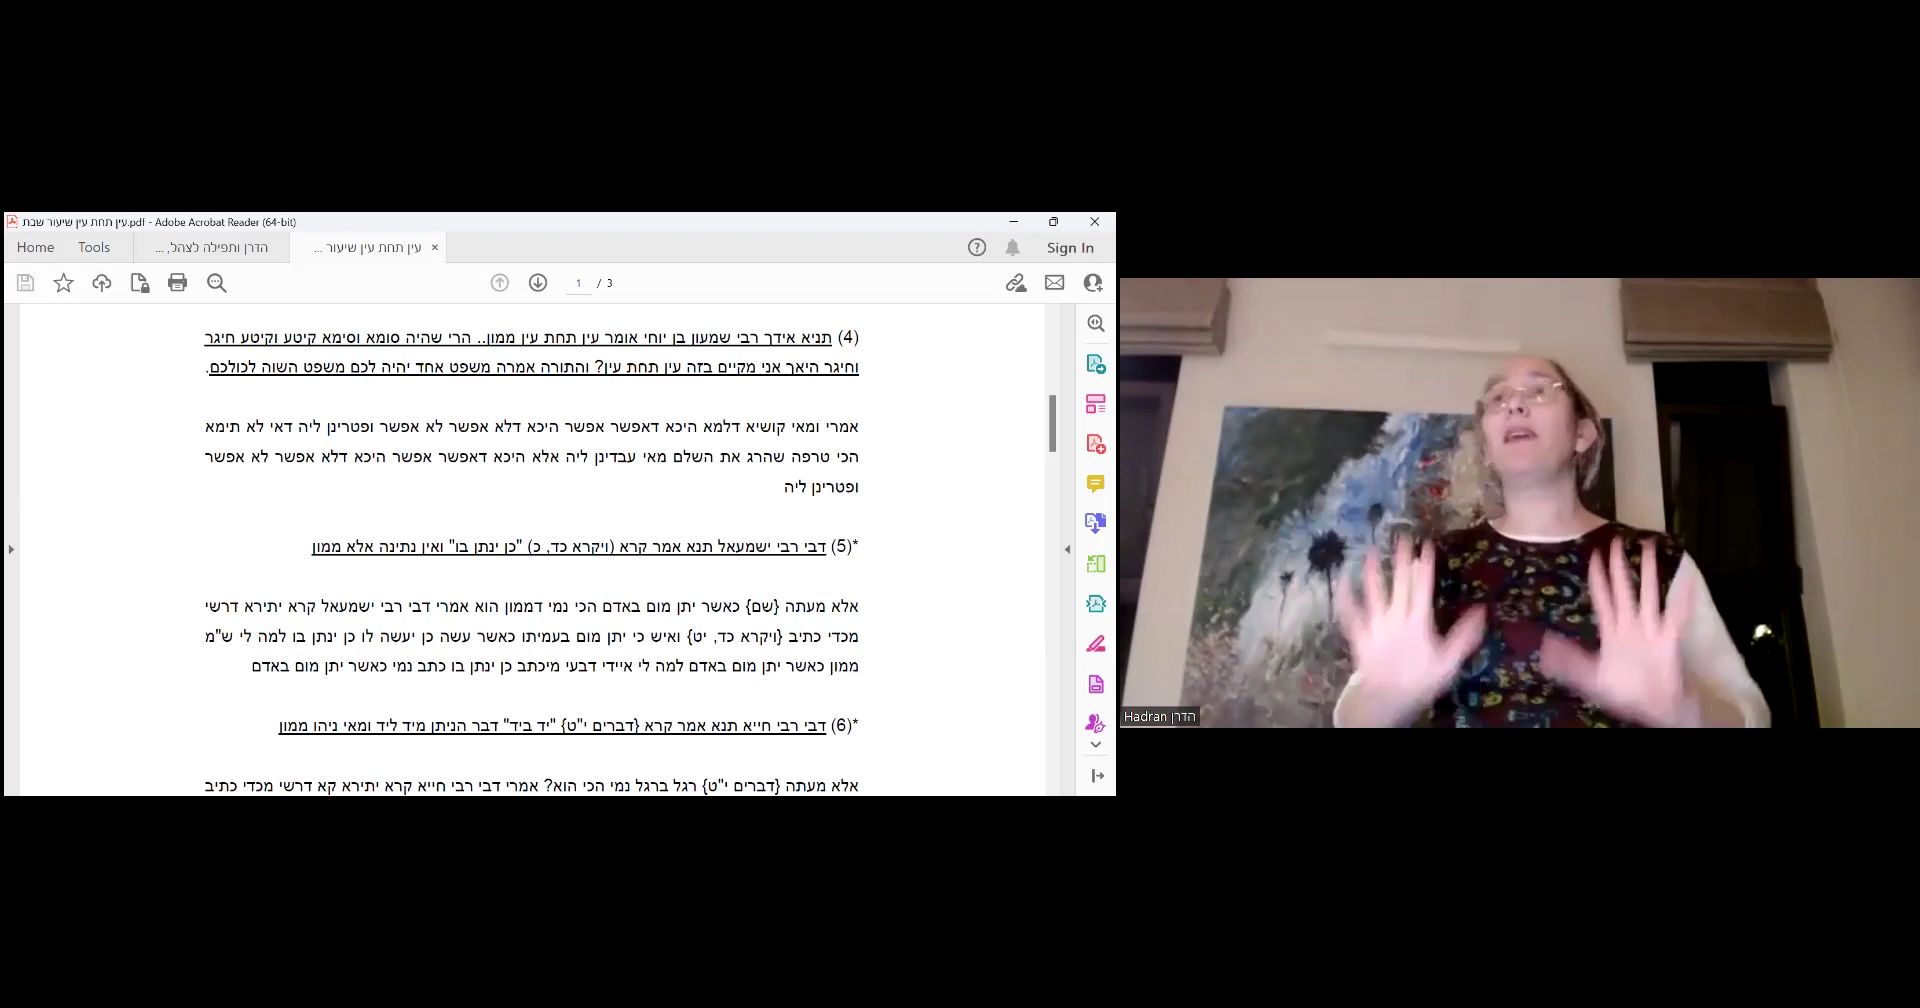 עין תחת עין שיעור שבת.pdf - Adobe Acrobat Reader (64-bit)
Home
Tools
הדרן ותפילה לצהל, ...
עין תחת עין שיעור ...
Sign In
1 / 3
(4) תניא אידך רבי שמעון בן יוחי אומר עין תחת עין ממון.. הרי שהיה סומא וסימא קיטע וקיטע חיגר
וחיגר היאך אני מקיים בזה עין תחת עין? והתורה אמרה משפט אחד יהיה לכם משפט השוה לכולכם.
אמרי ומאי קושיא דלמא היכא דאפשר אפשר היכא דלא אפשר לא אפשר ופטרינן ליה דאי לא תימא
הכי טרפה שהרג את השלם מאי עבדינן ליה אלא היכא דאפשר אפשר היכא דלא אפשר לא אפשר
ופטרינן ליה
*(5) דבי רבי ישמעאל תנא אמר קרא (ויקרא כד, כ) "כן ינתן בו" ואין נתינה אלא ממון
אלא מעתה {שם} כאשר יתן מום באדם הכי נמי דממון הוא אמרי דבי רבי ישמעאל קרא יתירא דרשי
מכדי כתיב {ויקרא כד, יט} ואיש כי יתן מום בעמיתו כאשר עשה כן יעשה לו כן ינתן בו למה לי ש"מ
ממון כאשר יתן מום באדם למה לי איידי דבעי מיכתב כן ינתן בו כתב נמי כאשר יתן מום באדם
*(6) דבי רבי חייא תנא אמר קרא {דברים י"ט} "יד ביד" דבר הניתן מיד ליד ומאי ניהו ממון
אלא מעתה {דברים י"ט} רגל ברגל נמי הכי הוא? אמרי דבי רבי חייא קרא יתירא קא דרשי מכדי כתיב
Hadran הדרן